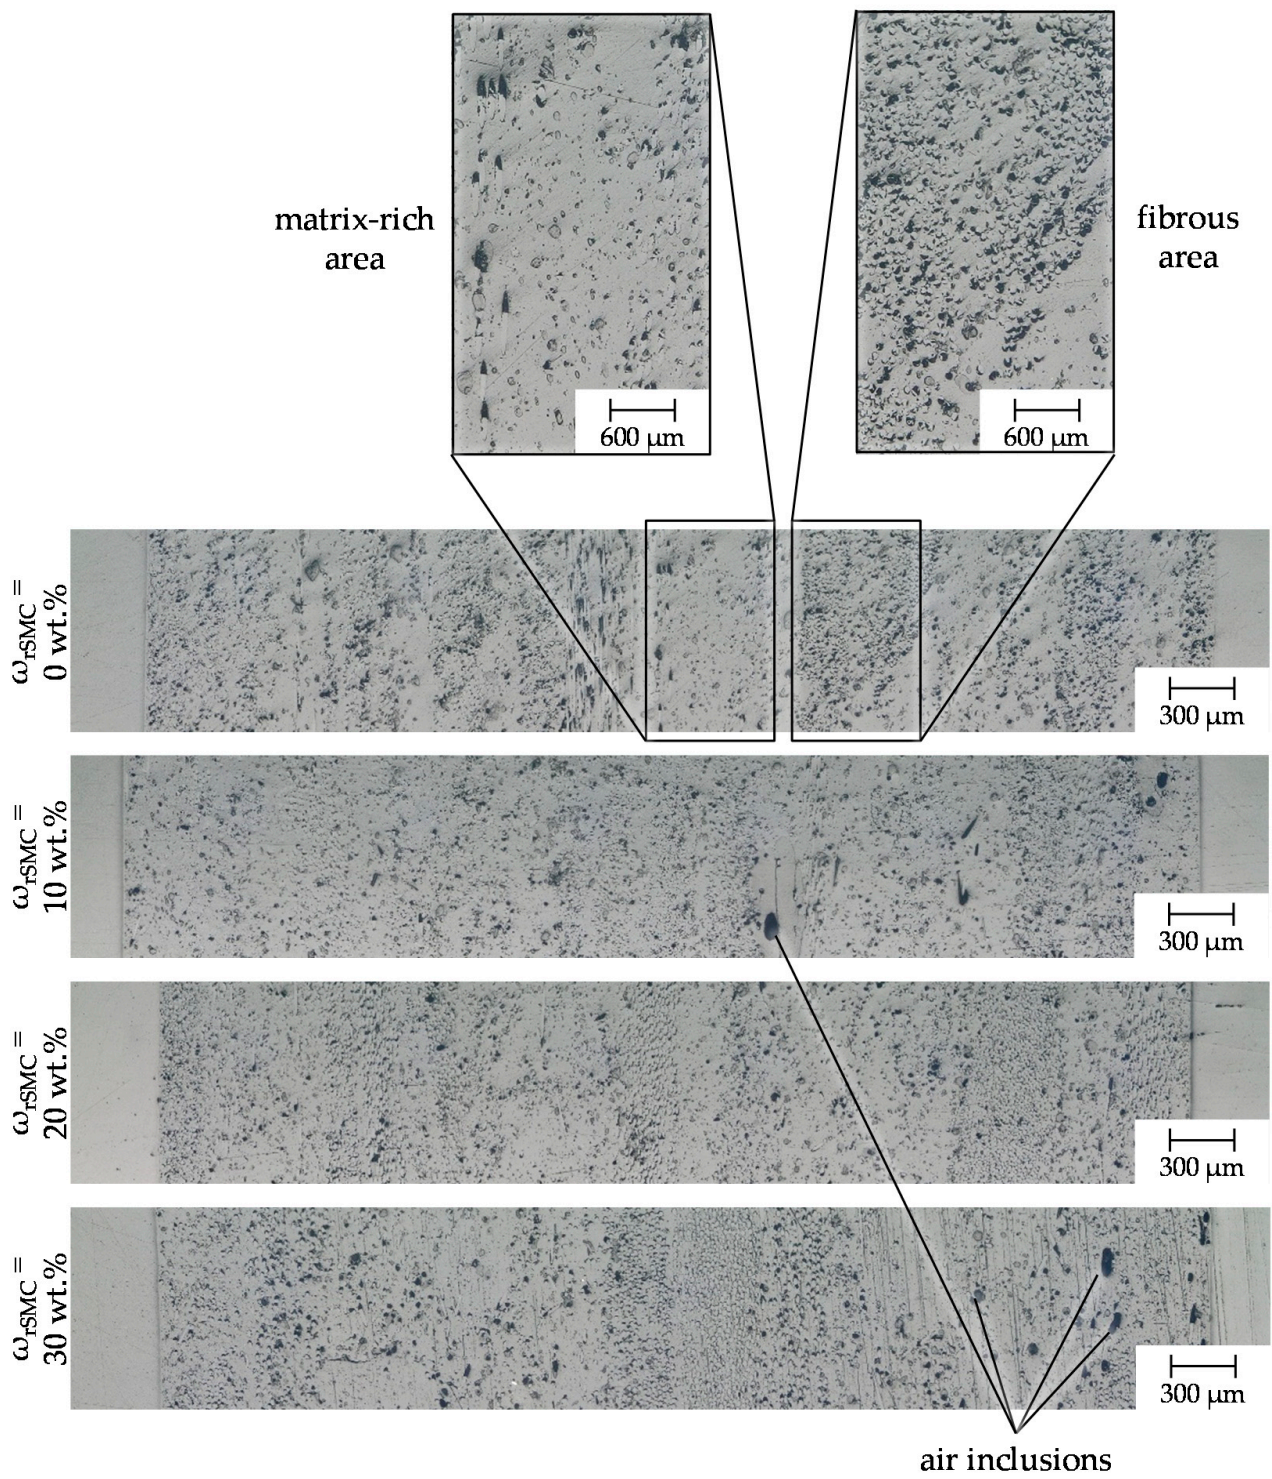 matrix-rich
area
fibrous
area
600 µm
600 µm
ωrSMC =
0 wt.%
300 µm
ωrSMC =
10 wt.%
300 µm
ωrSMC =
20 wt.%
300 µm
ωrSMC =
30 wt.%
300 µm
air inclusions